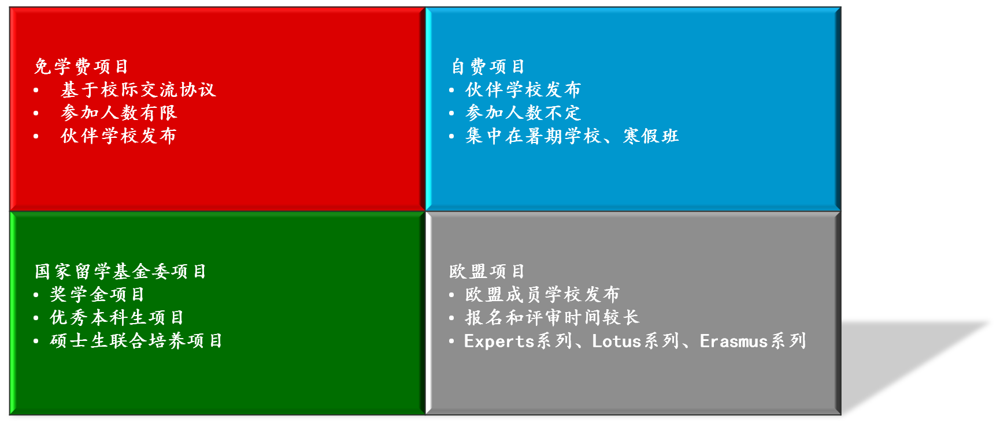 免学费项目
• 基于校际交流协议
• 参加人数有限
• 伙伴学校发布
自费项目
• 伙伴学校发布
• 参加人数不定
• 集中在暑期学校、寒假班
国家留学基金委项目
• 奖学金项目
• 优秀本科生项目
• 硕士生联合培养项目
欧盟项目
• 欧盟成员学校发布
• 报名和评审时间较长
• Experts系列、Lotus系列、Erasmus系列